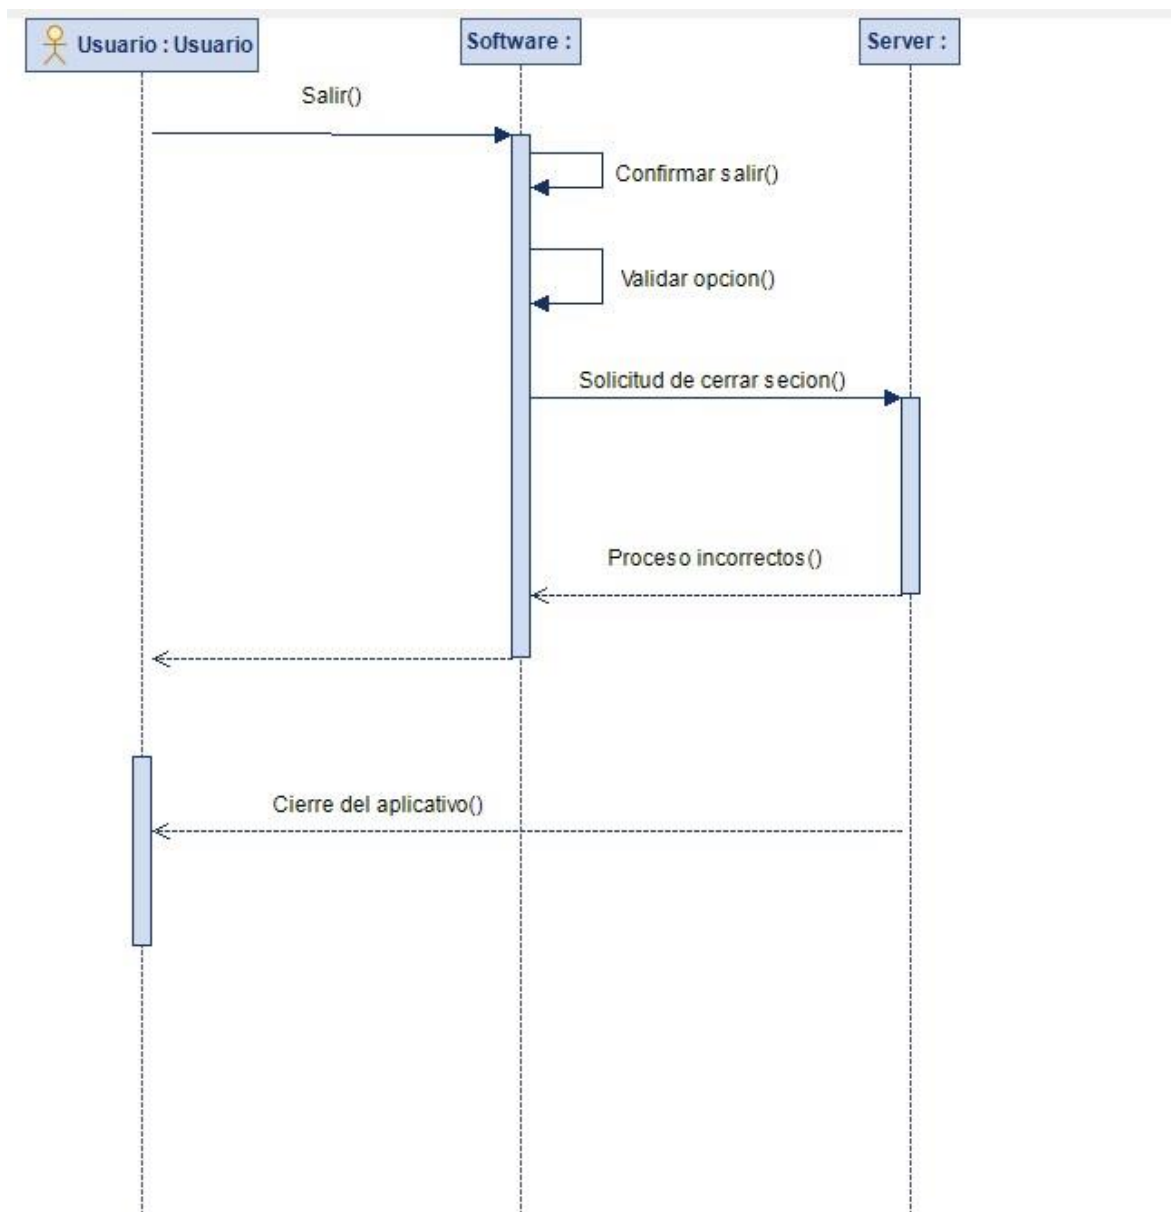 Usuario : Usuario
Software :
Server :
Salir()
Confirmar salir()
Validar opcion()
Solicitud de cerrar secion()
Proceso incorrectos()
Cierre del aplicativo()